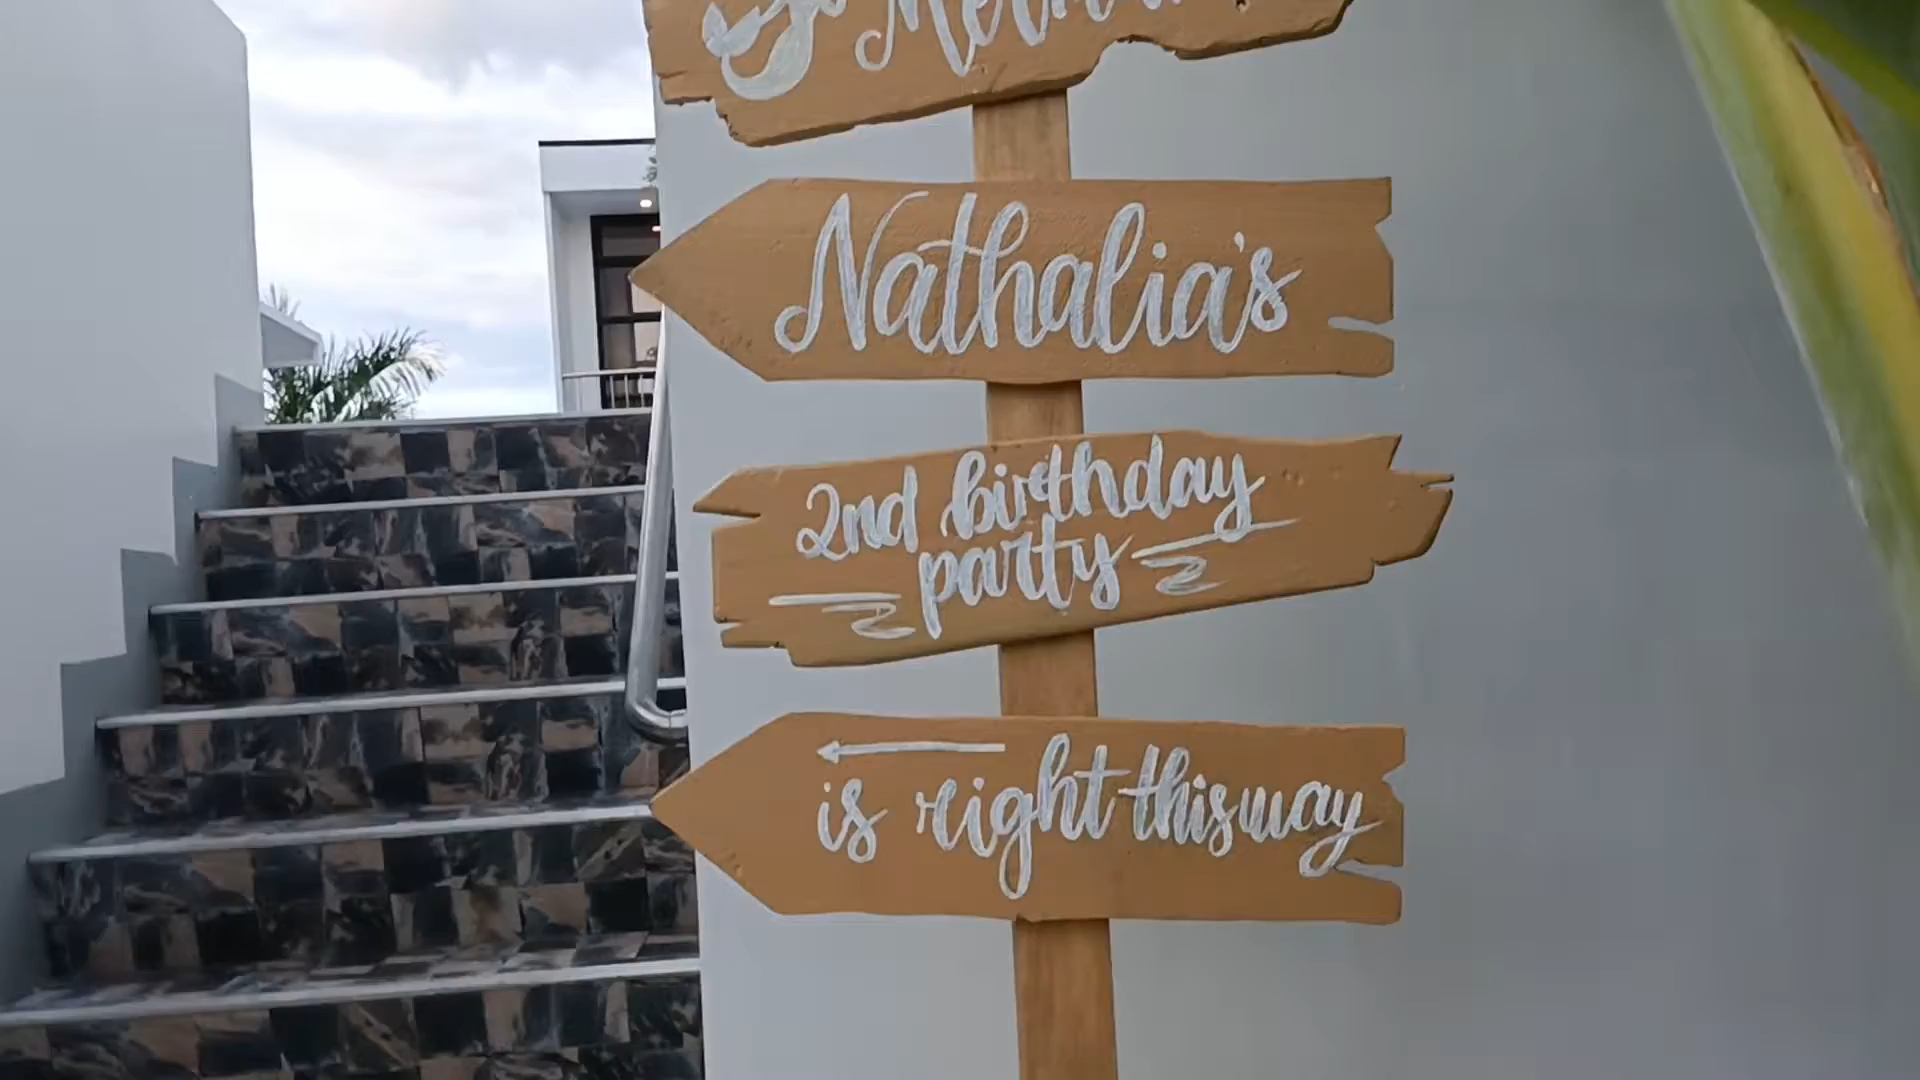 Nathalia's
2nd birthday
party
is right this way